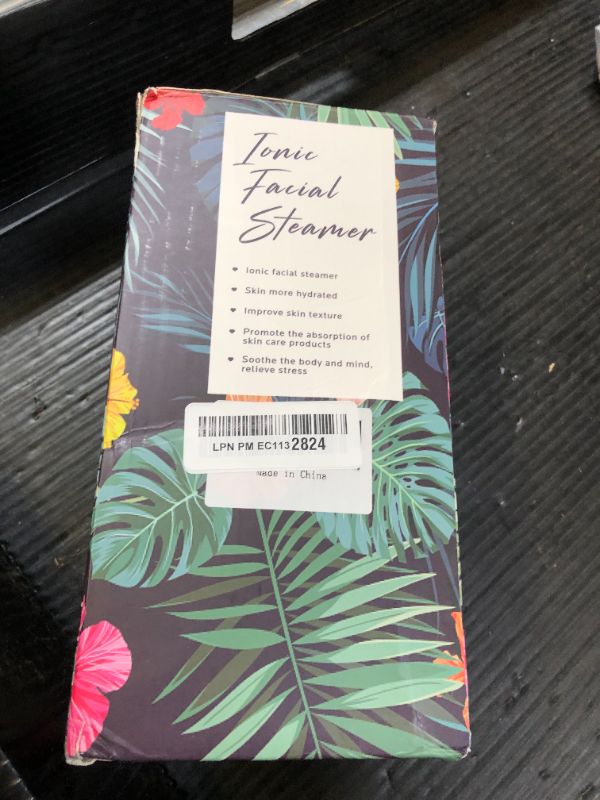 Ionic
Facial
Steamer
Ionic facial steamer
Skin more hydrated
Improve skin texture
Promote the absorption of
skin care products
Soothe the body and mind,
relieve stress
LPN PM EC113 2824
Made in China